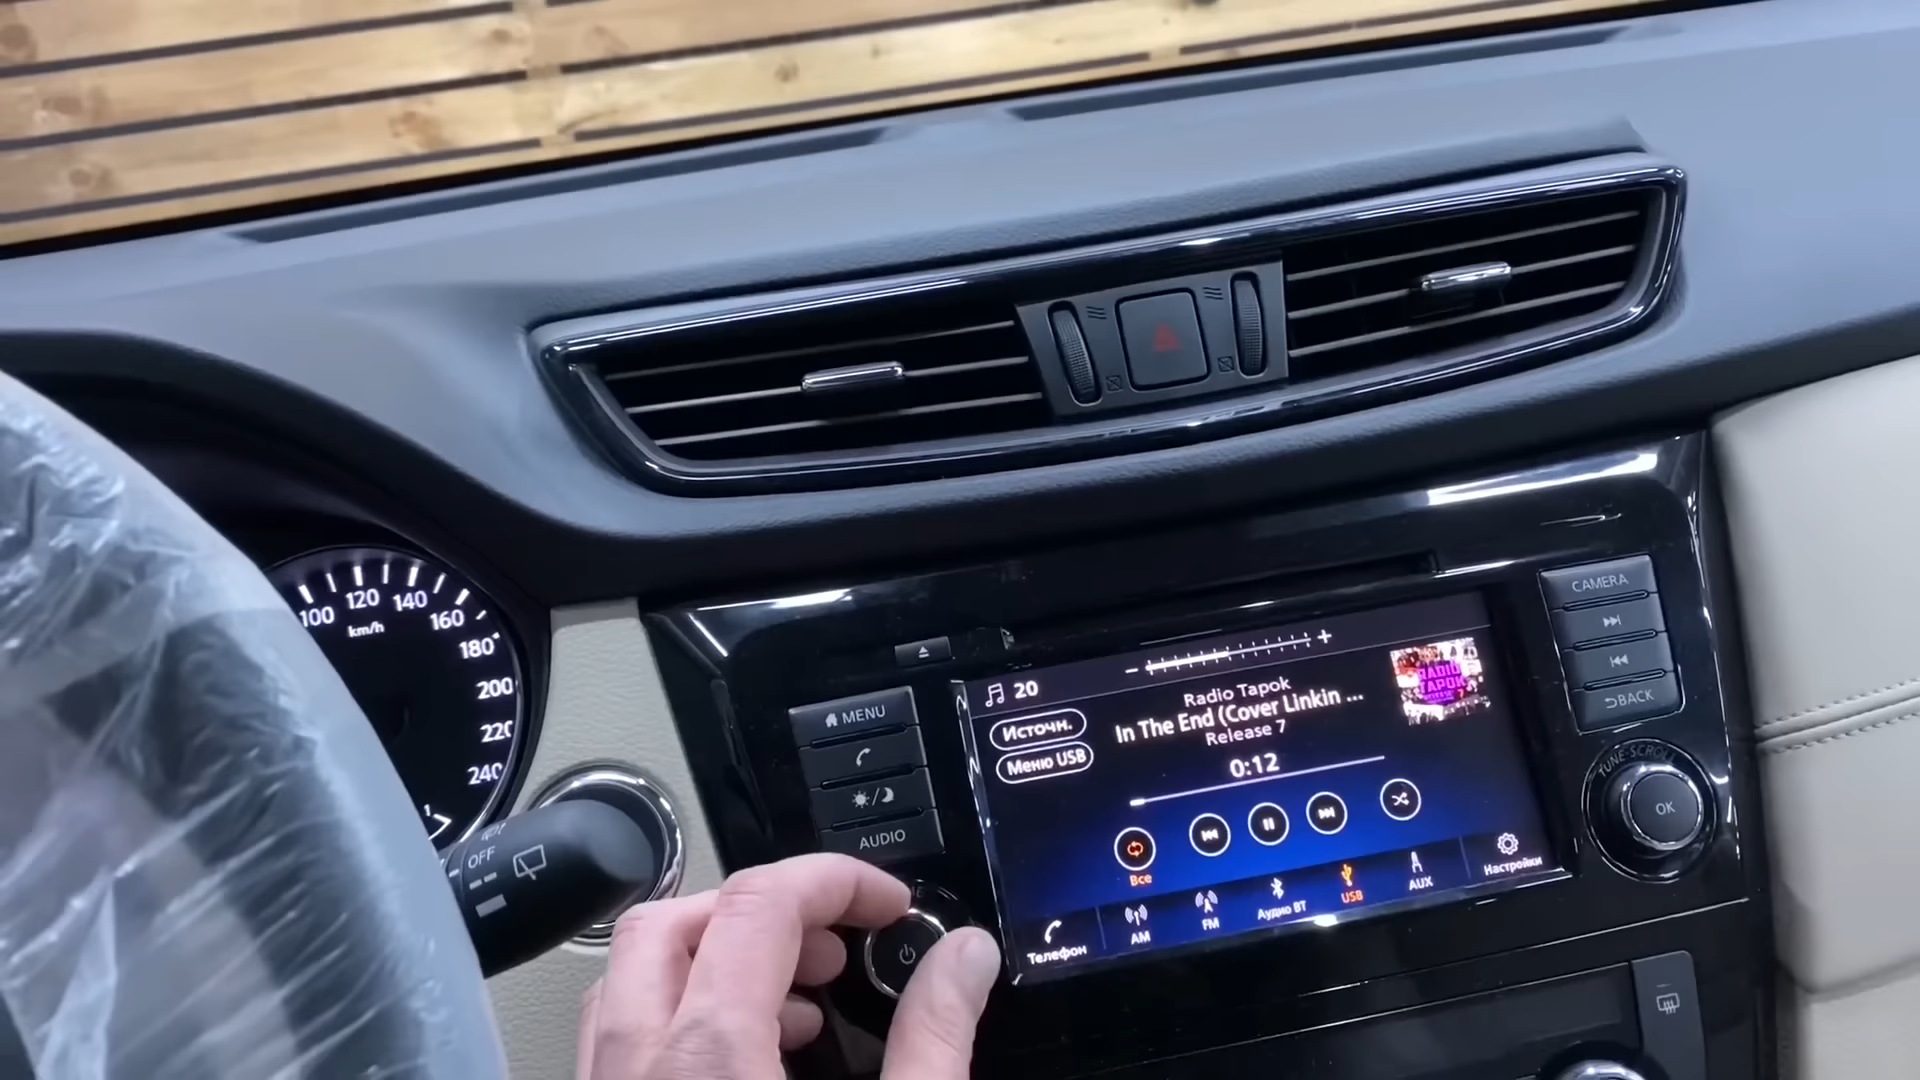 100
120
140
160
180
200
220
240
km/h
OFF
MENU
AUDIO
20
−
+
Radio Tapok
In The End (Cover Linkin ...
Release 7
Источн.
Меню USB
0:12
Все
Телефон
AM
FM
Аудио BT
USB
AUX
Настройки
RADIO
TAPOK
CAMERA
BACK
TUNE·SCROLL
OK